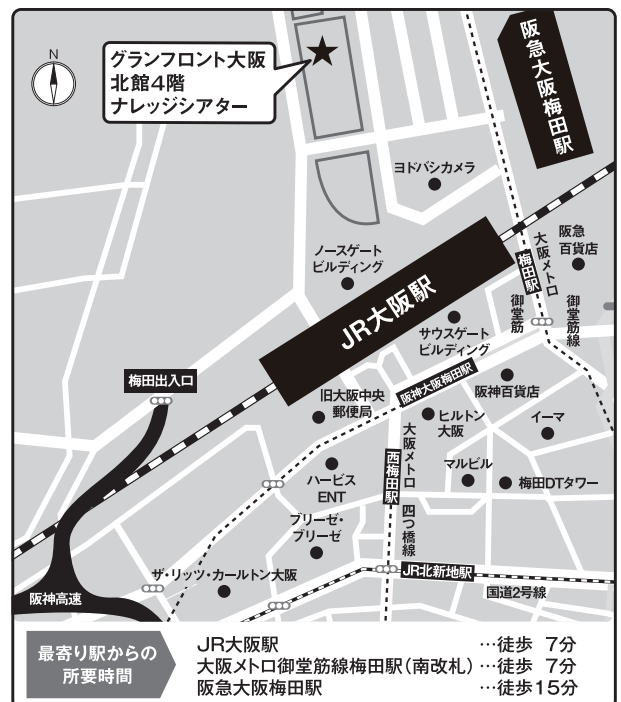 N
グランフロント大阪
北館4階
ナレッジシアター
阪急大阪梅田駅
ヨドバシカメラ
ノースゲート
ビルディング
JR大阪駅
大阪メトロ
梅田駅
御堂筋
御堂筋線
阪急
百貨店
サウスゲート
ビルディング
梅田出入口
旧大阪中央
郵便局
阪神大阪梅田駅
阪神百貨店
ヒルトン
大阪
イーマ
大阪メトロ
西梅田駅
四つ橋線
マルビル
梅田DTタワー
ハービス
ENT
ブリーゼ・
ブリーゼ
ザ・リッツ・カールトン大阪
JR北新地駅
国道2号線
阪神高速
最寄り駅からの
所要時間
JR大阪駅 …徒歩 7分
大阪メトロ御堂筋線梅田駅(南改札) …徒歩 7分
阪急大阪梅田駅 …徒歩15分